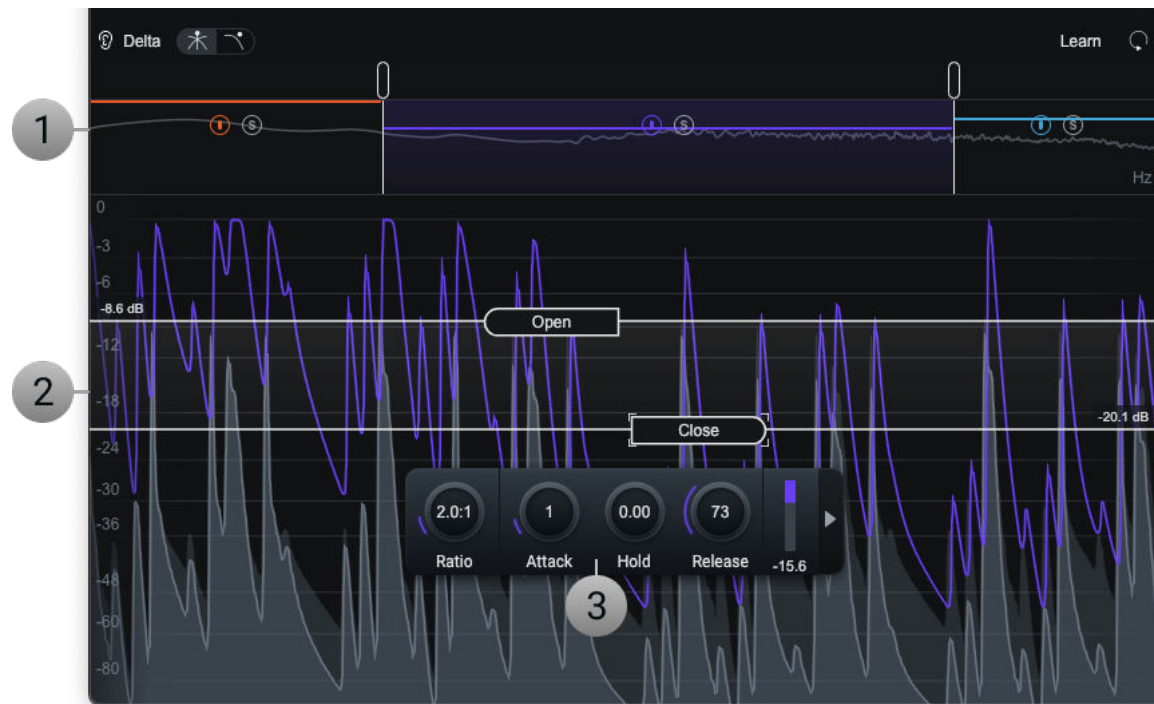 Delta
Learn
1
S
S
S
Hz
0
-3
-6
-8.6 dB
Open
-12
2
-18
-20.1 dB
Close
-24
-30
2.0:1
1
0.00
73
-36
Ratio
Attack
Hold
Release
-15.6
-48
3
-60
-80